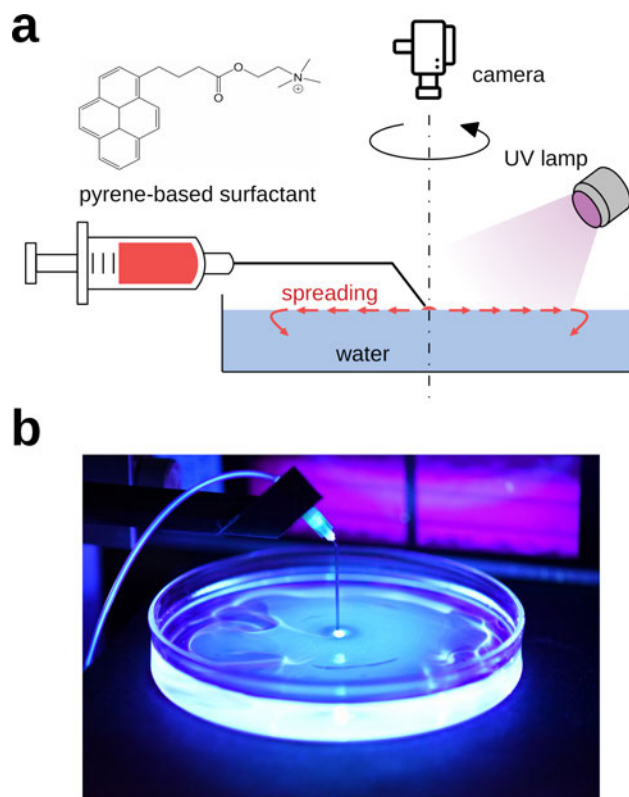 a
O
O
N
⊕
camera
UV lamp
pyrene-based surfactant
spreading
water
b